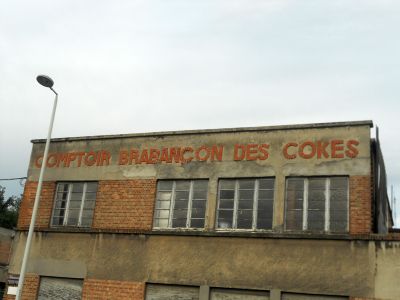 COMPTOIR BRABANÇON DES COKES